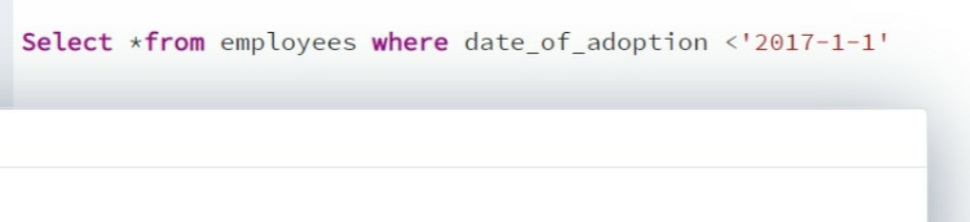 Select *from employees where date_of_adoption <'2017-1-1'